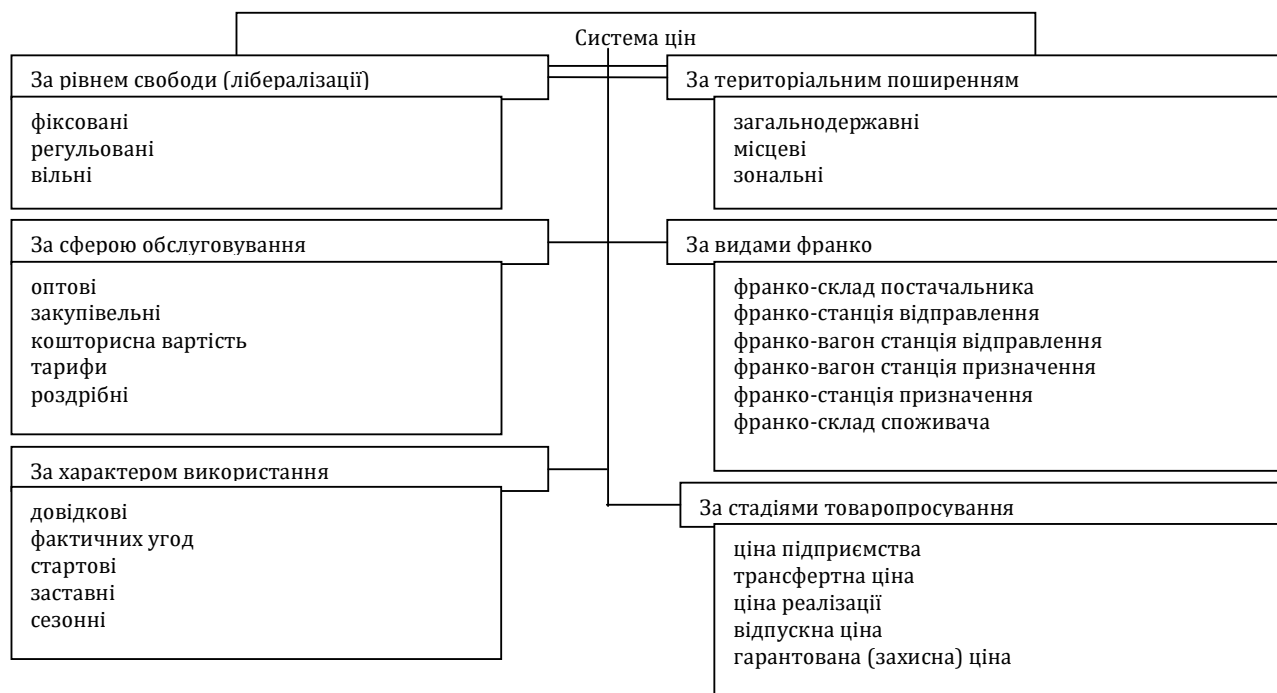 Система цін
За рівнем свободи (лібералізації)
фіксовані
регульовані
вільні
За територіальним поширенням
загальнодержавні
місцеві
зональні
За сферою обслуговування
оптові
закупівельні
кошторисна вартість
тарифи
роздрібні
За видами франко
франко-склад постачальника
франко-станція відправлення
франко-вагон станція відправлення
франко-вагон станція призначення
франко-станція призначення
франко-склад споживача
За характером використання
довідкові
фактичних угод
стартові
заставні
сезонні
За стадіями товаропросування
ціна підприємства
трансфертна ціна
ціна реалізації
відпускна ціна
гарантована (захисна) ціна